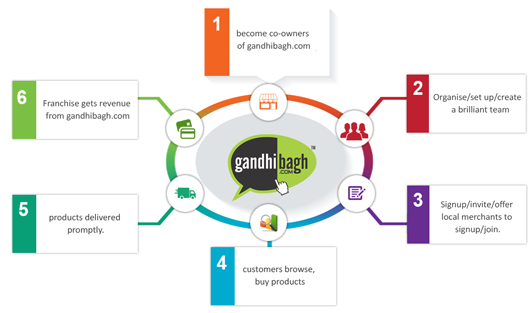 1
become co-owners
of gandhibagh.com
2
Organise/set up/create
a brilliant team
3
Signup/invite/offer
local merchants to
signup/join.
4
customers browse,
buy products
5
products delivered
promptly.
6
Franchise gets revenue
from gandhibagh.com
gandhibagh™
.COM